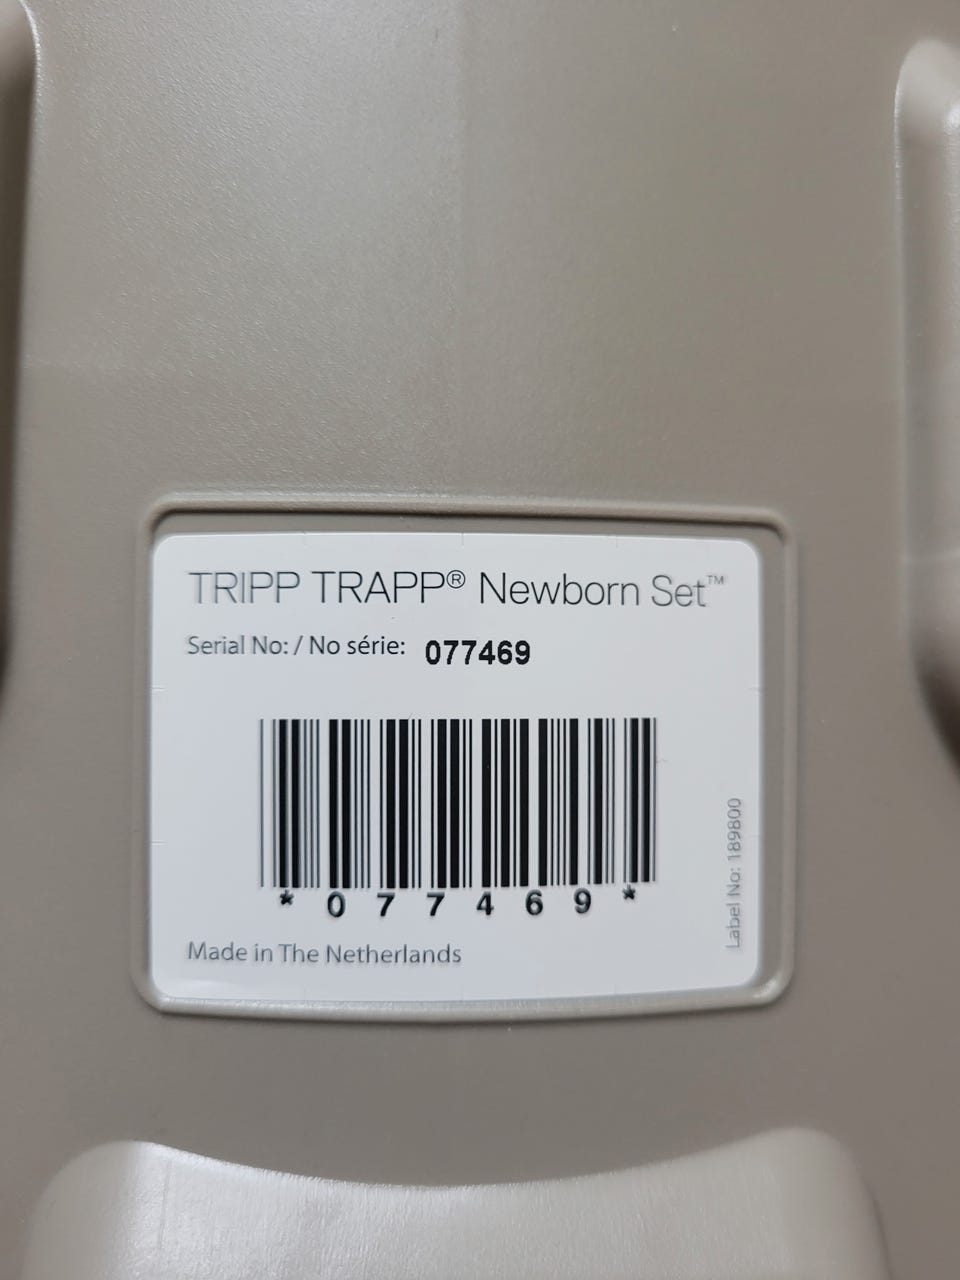 TRIPP TRAPP® Newborn Set™
Serial No: / No série: 077469
*077469*
Made in The Netherlands
Label No: 189800